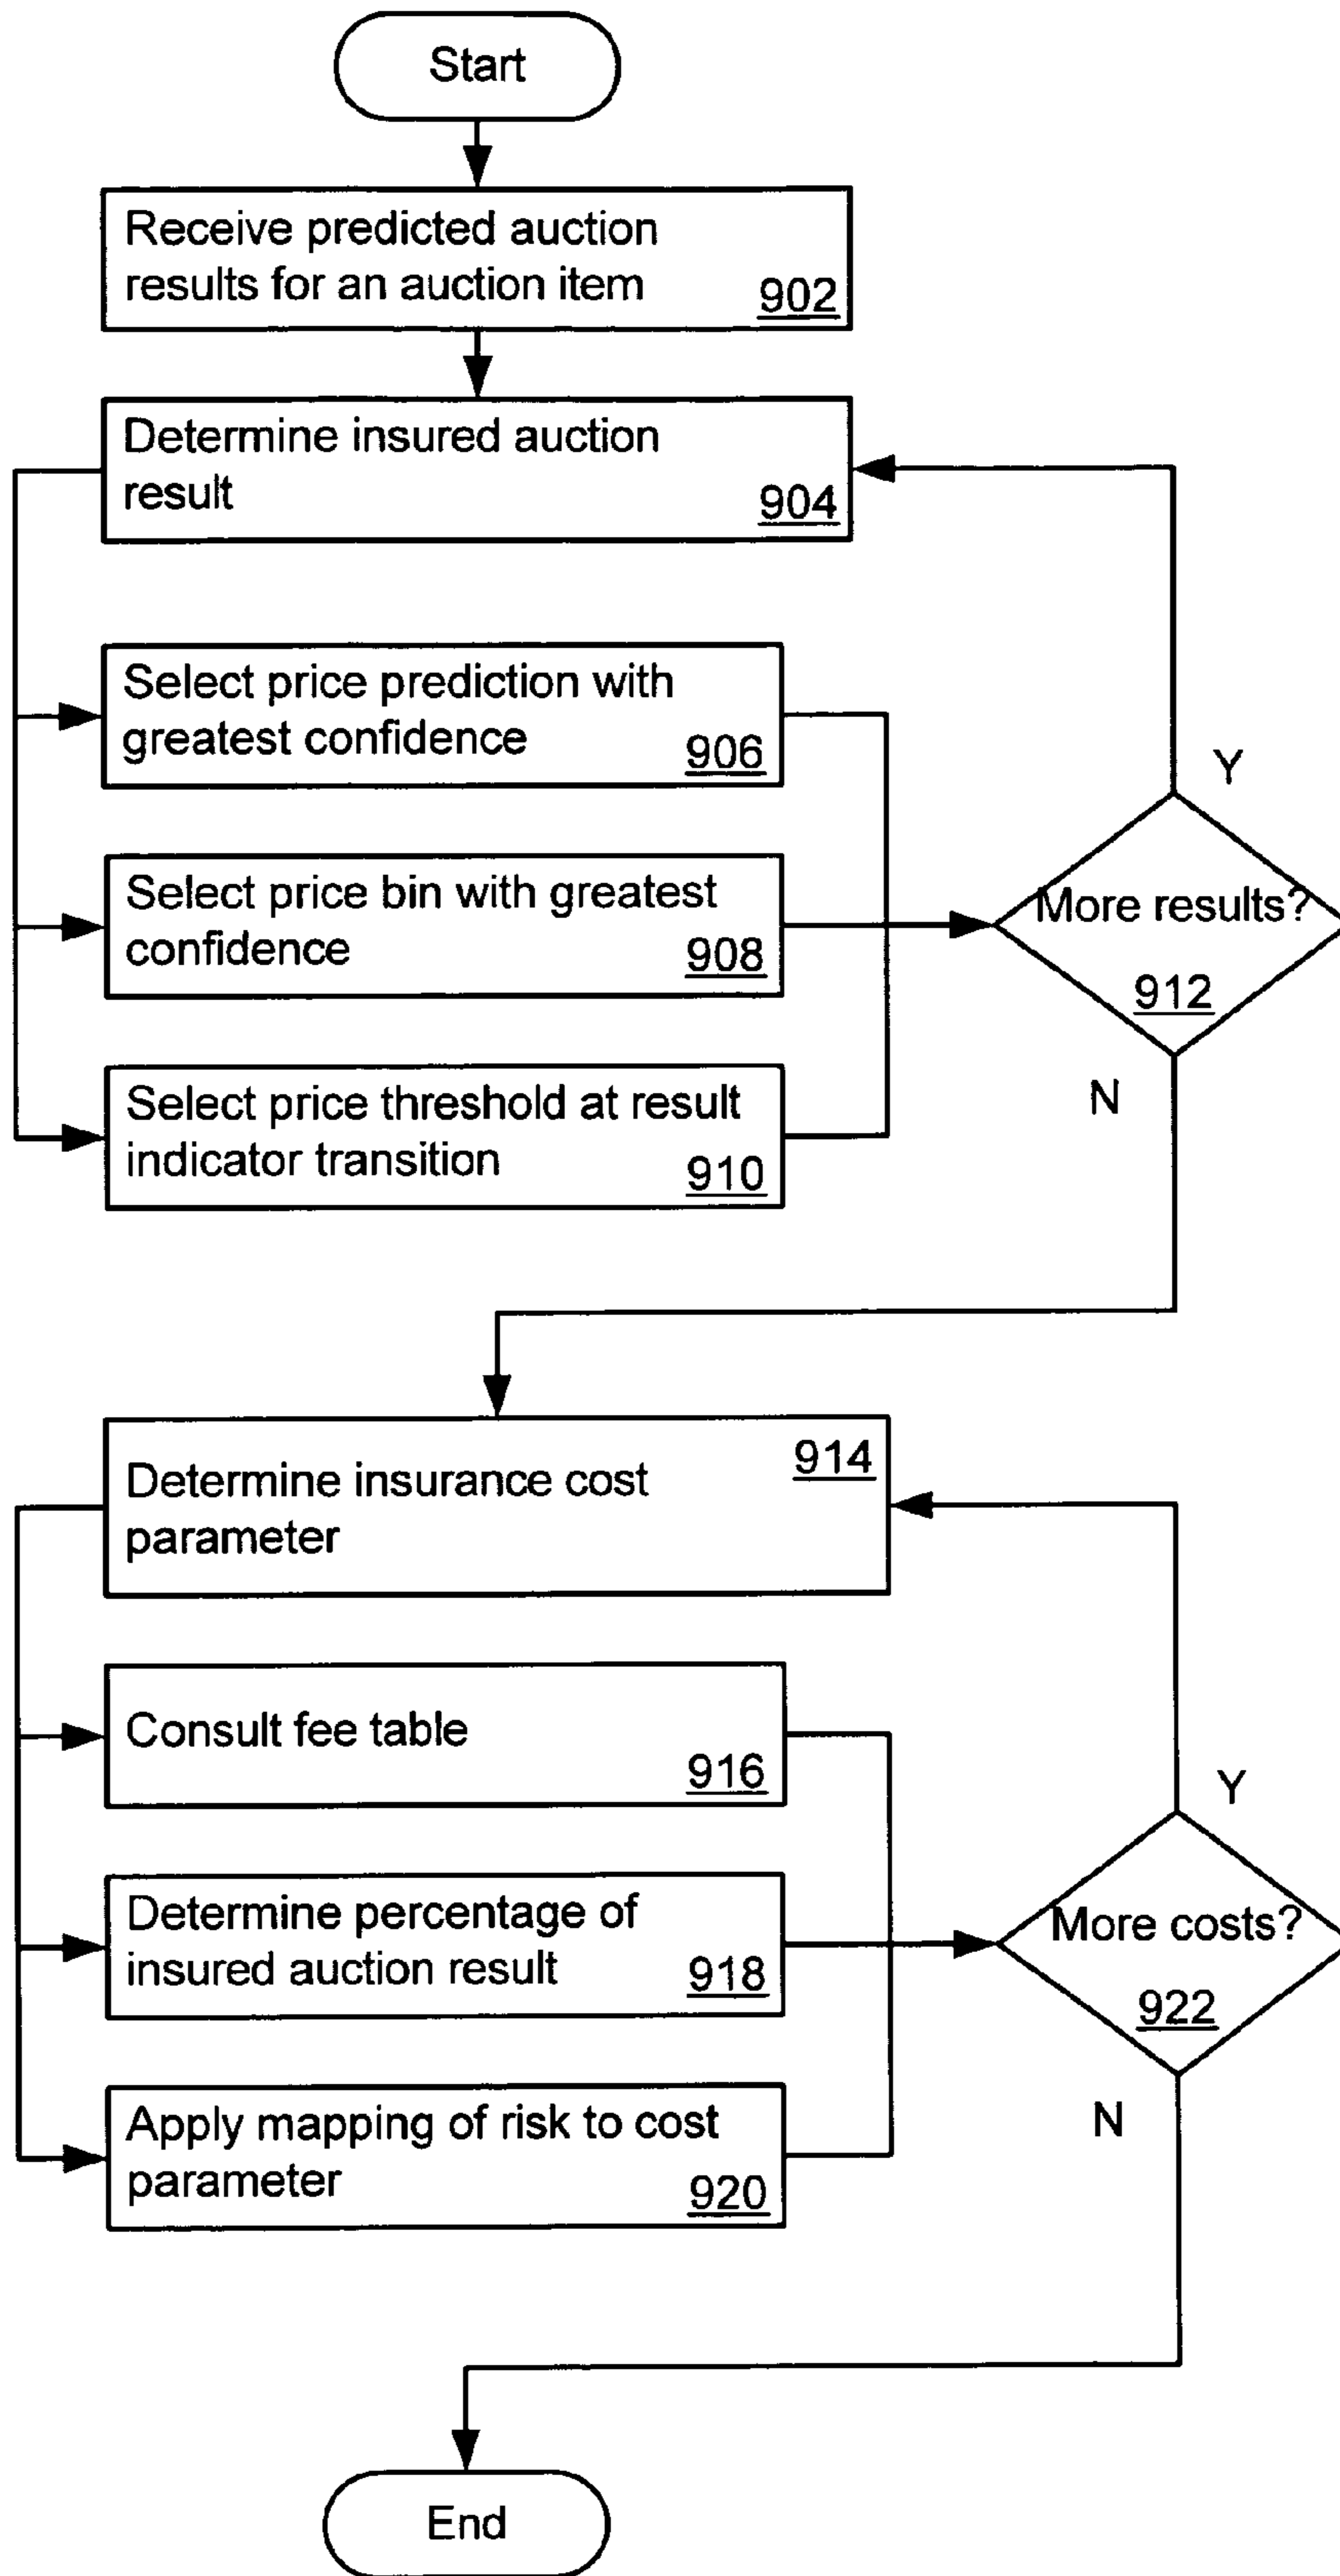 Start
Receive predicted auction
results for an auction item
902
Determine insured auction
result
904
Select price prediction with
greatest confidence
906
Y
Select price bin with greatest
confidence
908
More results?
912
Select price threshold at result
indicator transition
910
N
Determine insurance cost
parameter
914
Consult fee table
916
Y
Determine percentage of
insured auction result
918
More costs?
922
Apply mapping of risk to cost
parameter
920
N
End